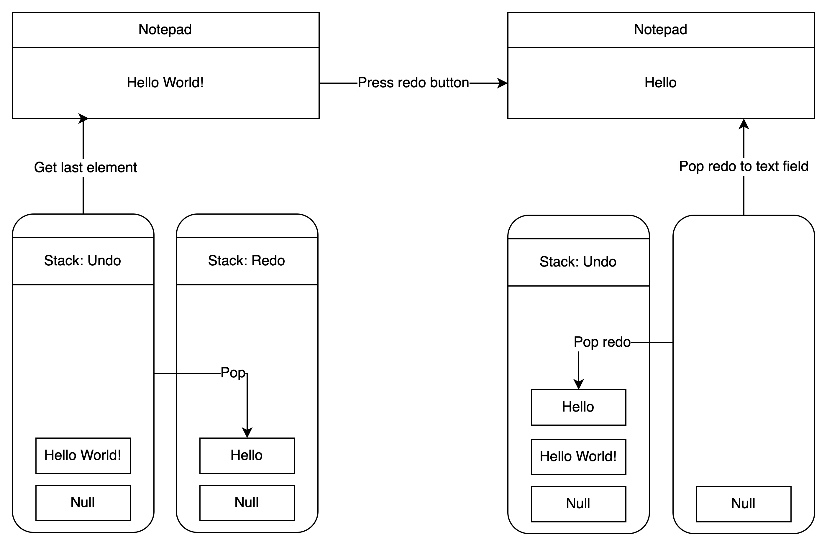 Notepad
Hello World!
Press redo button
Notepad
Hello
Get last element
Pop redo to text field
Stack: Undo
Stack: Redo
Stack: Undo
Pop
Pop redo
Hello World!
Null
Hello
Null
Hello
Hello World!
Null
Null